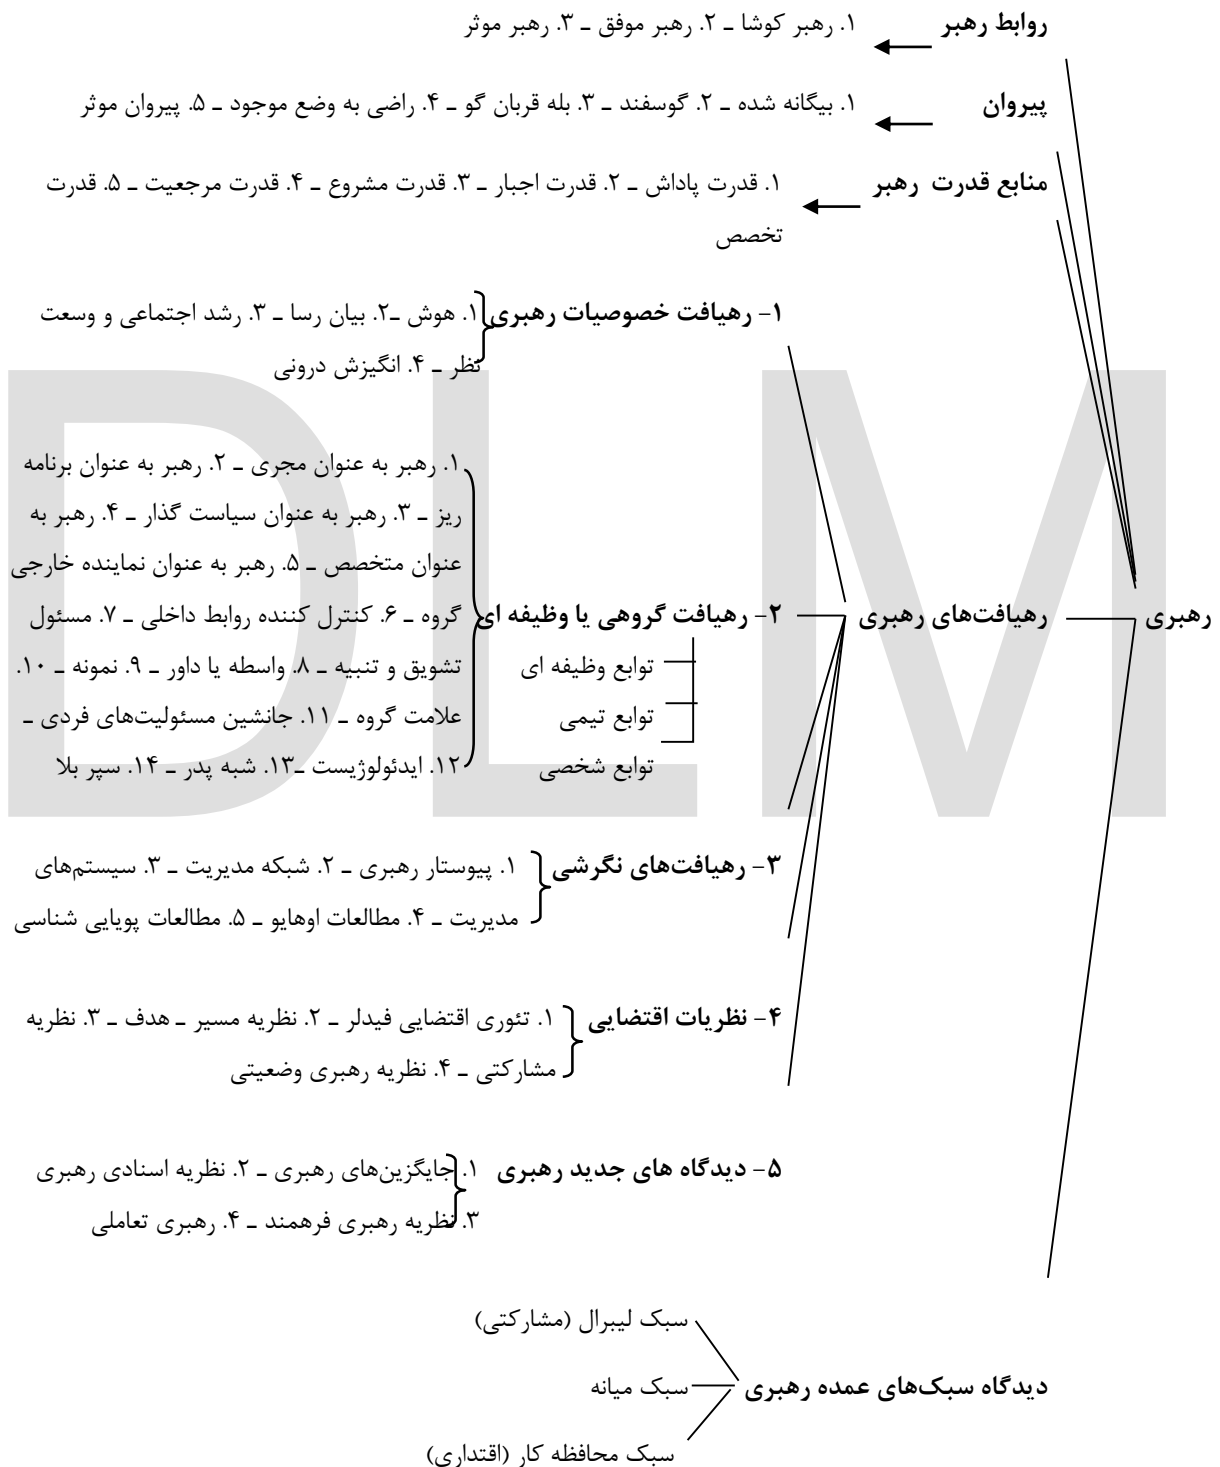 روابط رهبر ۱. رهبر کوشا ـ ۲. رهبر موفق ـ ۳. رهبر موثر
پیروان ۱. بیگانه شده ـ ۲. گوسفند ـ ۳. بله قربان گو ـ ۴. راضی به وضع موجود ـ ۵. پیروان موثر
منابع قدرت رهبر ۱. قدرت پاداش ـ ۲. قدرت اجبار ـ ۳. قدرت مشروع ـ ۴. قدرت مرجعیت ـ ۵. قدرت
تخصص
۱- رهیافت خصوصیات رهبری ۱. هوش ـ۲. بیان رسا ـ ۳. رشد اجتماعی و وسعت
نظر ـ ۴. انگیزش درونی
۱. رهبر به عنوان مجری ـ ۲. رهبر به عنوان برنامه
ریز ـ ۳. رهبر به عنوان سیاست گذار ـ ۴. رهبر به
عنوان متخصص ـ ۵. رهبر به عنوان نماینده خارجی
رهبری رهیافت‌های رهبری ۲- رهیافت گروهی یا وظیفه ای گروه ـ ۶. کنترل کننده روابط داخلی ـ ۷. مسئول
توابع وظیفه ای تشویق و تنبیه ـ ۸. واسطه یا داور ـ ۹. نمونه ـ ۱۰.
توابع تیمی علامت گروه ـ ۱۱. جانشین مسئولیت‌های فردی ـ
توابع شخصی ۱۲. ایدئولوژیست ـ۱۳. شبه پدر ـ ۱۴. سپر بلا
۳- رهیافت‌های نگرشی ۱. پیوستار رهبری ـ ۲. شبکه مدیریت ـ ۳. سیستم‌های
مدیریت ـ ۴. مطالعات اوهایو ـ ۵. مطالعات پویایی شناسی
۴- نظریات اقتضایی ۱. تئوری اقتضایی فیدلر ـ ۲. نظریه مسیر ـ هدف ـ ۳. نظریه
مشارکتی ـ ۴. نظریه رهبری وضعیتی
۵- دیدگاه های جدید رهبری ۱. جایگزین‌های رهبری ـ ۲. نظریه اسنادی رهبری
۳. نظریه رهبری فرهمند ـ ۴. رهبری تعاملی
سبک لیبرال (مشارکتی)
دیدگاه سبک‌های عمده رهبری سبک میانه
سبک محافظه کار (اقتداری)
DLM